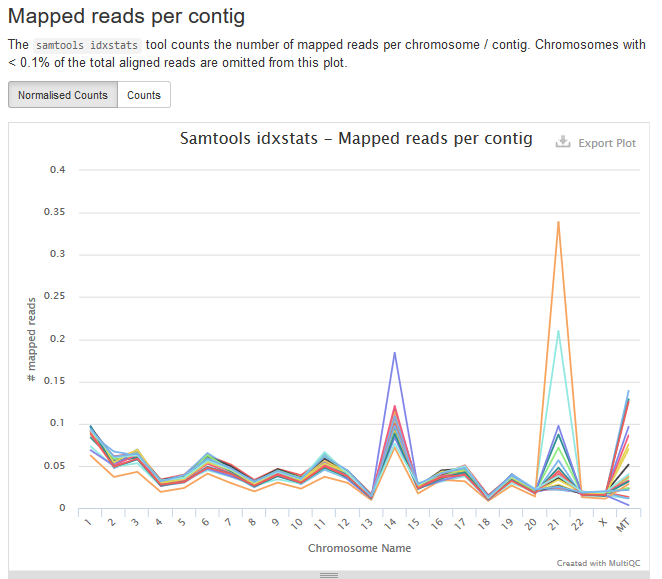 Mapped reads per contig
The samtools idxstats tool counts the number of mapped reads per chromosome / contig. Chromosomes with
< 0.1% of the total aligned reads are omitted from this plot.
Normalised Counts Counts
Samtools idxstats – Mapped reads per contig
Export Plot
# mapped reads
0.4
0.35
0.3
0.25
0.2
0.15
0.1
0.05
0
1 2 3 4 5 6 7 8 9 10 11 12 13 14 15 16 17 18 19 20 21 22 X MT
Chromosome Name
Created with MultiQC